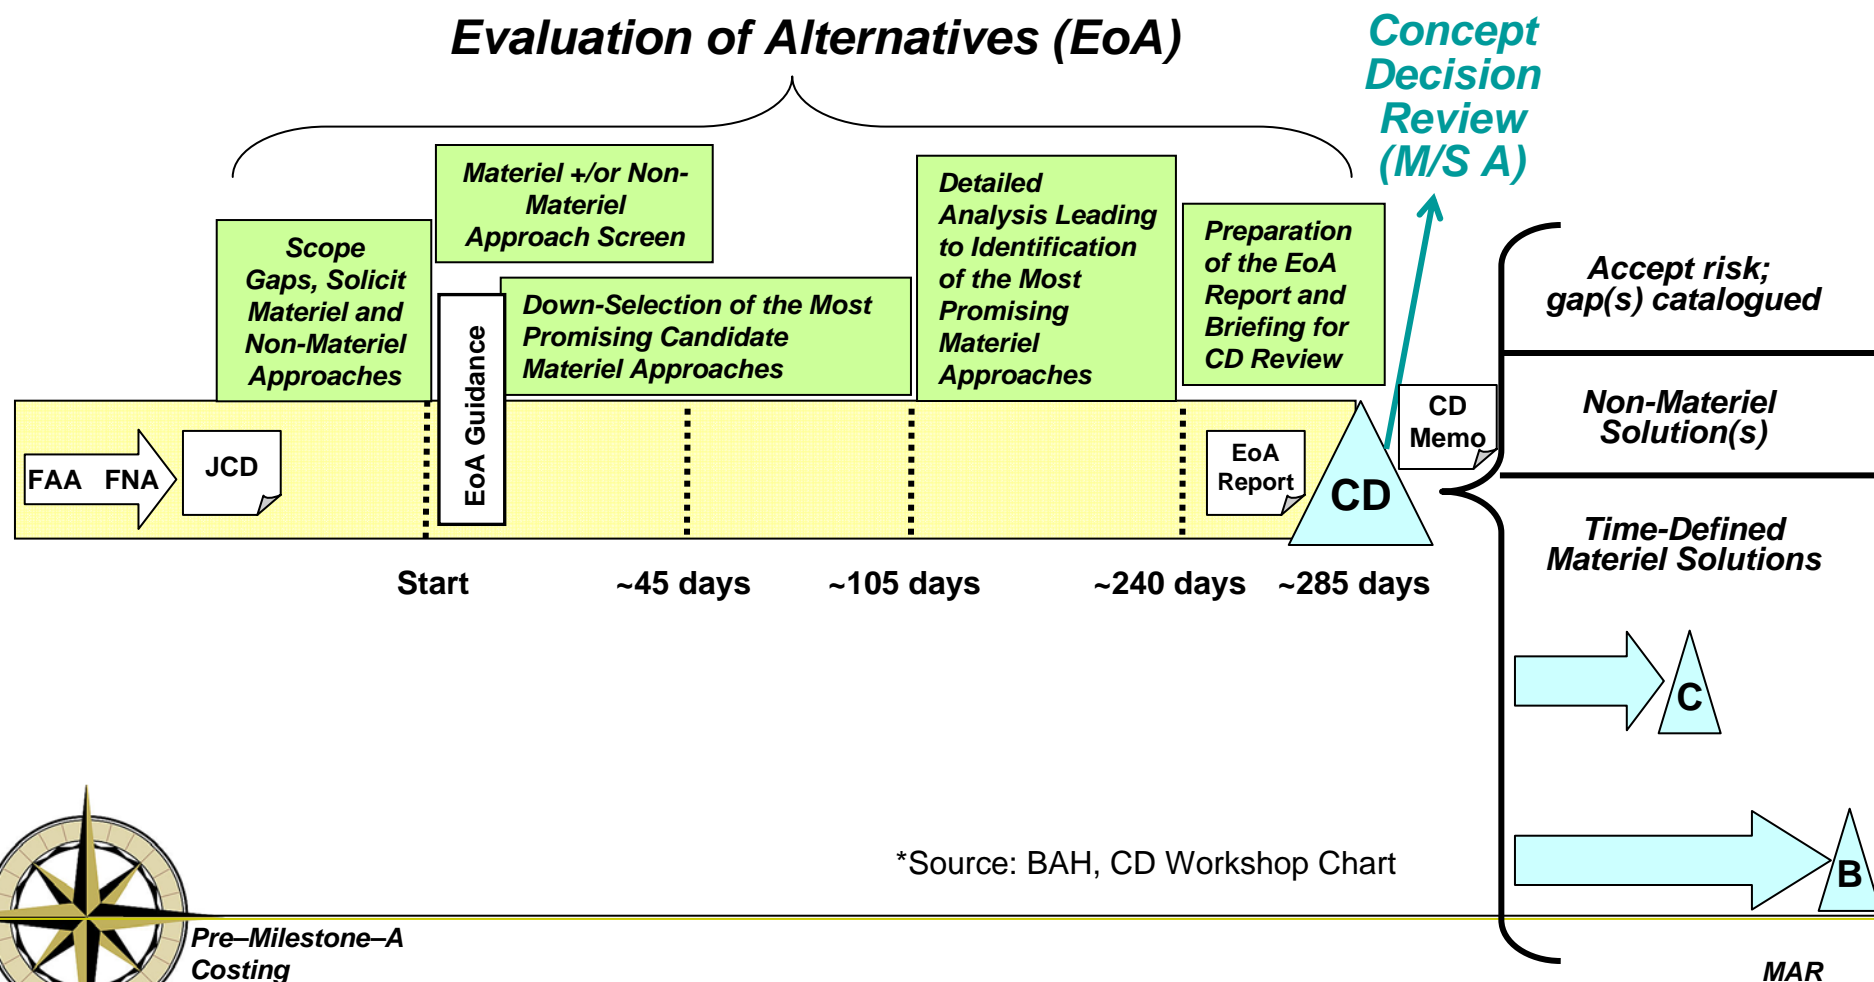 Evaluation of Alternatives (EoA)
Concept
Decision
Review
(M/S A)
Scope
Gaps, Solicit
Materiel and
Non-Materiel
Approaches
Materiel +/or Non-
Materiel
Approach Screen
Down-Selection of the Most
Promising Candidate
Materiel Approaches
Detailed
Analysis Leading
to Identification
of the Most
Promising
Materiel
Approaches
Preparation
of the EoA
Report and
Briefing for
CD Review
Accept risk;
gap(s) catalogued
Non-Materiel
Solution(s)
Time-Defined
Materiel Solutions
FAA FNA
JCD
EoA Guidance
EoA
Report
CD
CD
Memo
Start
~45 days
~105 days
~240 days
~285 days
C
B
*Source: BAH, CD Workshop Chart
Pre–Milestone–A
Costing
MAR